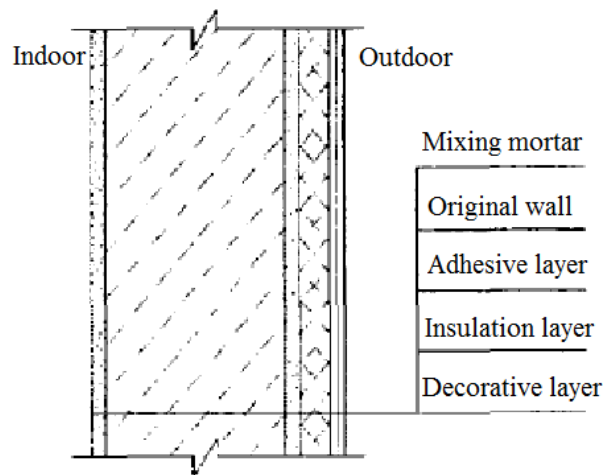 Indoor
Outdoor
Mixing mortar
Original wall
Adhesive layer
Insulation layer
Decorative layer